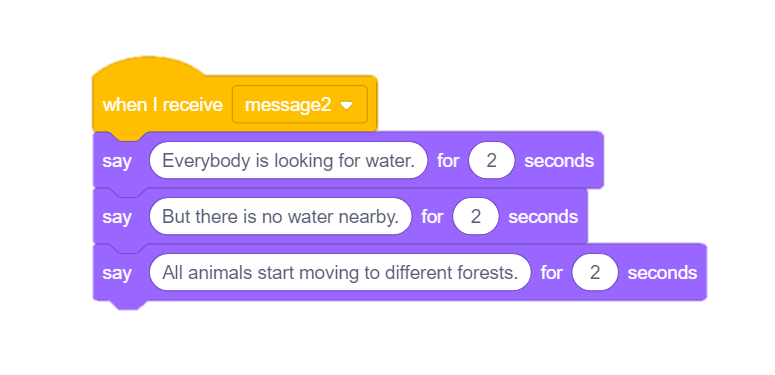 when I receive message2
say Everybody is looking for water. for 2 seconds
say But there is no water nearby. for 2 seconds
say All animals start moving to different forests. for 2 seconds